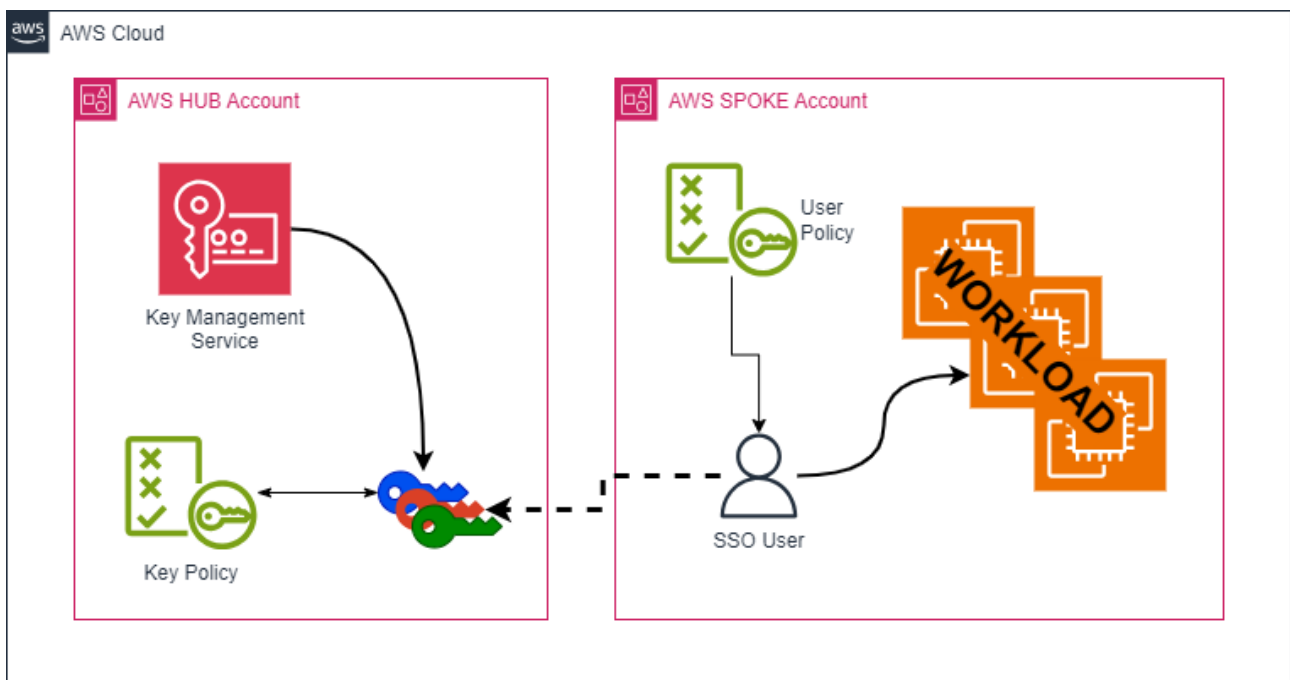 aws
AWS Cloud
AWS HUB Account
Key Management
Service
Key Policy
AWS SPOKE Account
User
Policy
WORKLOAD
SSO User